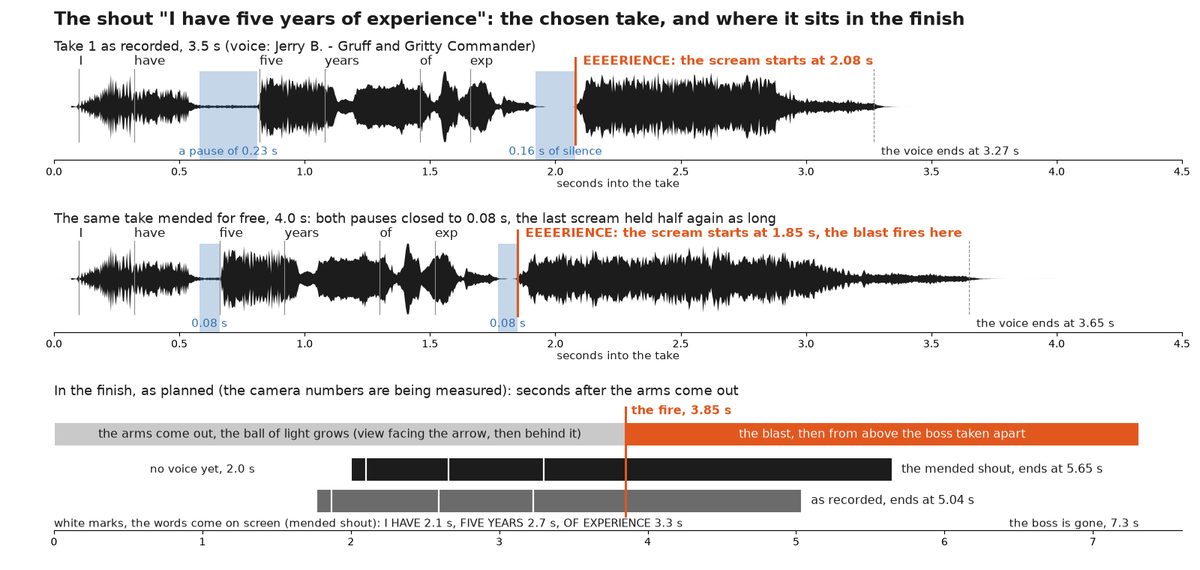 The shout "I have five years of experience": the chosen take, and where it sits in the finish
Take 1 as recorded, 3.5 s (voice: Jerry B. - Gruff and Gritty Commander)
I have five years of exp EEEERIENCE: the scream starts at 2.08 s
a pause of 0.23 s 0.16 s of silence the voice ends at 3.27 s
0.0 0.5 1.0 1.5 2.0 2.5 3.0 3.5 4.0 4.5
seconds into the take
The same take mended for free, 4.0 s: both pauses closed to 0.08 s, the last scream held half again as long
I have five years of exp EEEERIENCE: the scream starts at 1.85 s, the blast fires here
0.08 s 0.08 s the voice ends at 3.65 s
0.0 0.5 1.0 1.5 2.0 2.5 3.0 3.5 4.0 4.5
seconds into the take
In the finish, as planned (the camera numbers are being measured): seconds after the arms come out
the fire, 3.85 s
the arms come out, the ball of light grows (view facing the arrow, then behind it) the blast, then from above the boss taken apart
no voice yet, 2.0 s the mended shout, ends at 5.65 s
as recorded, ends at 5.04 s
white marks, the words come on screen (mended shout): I HAVE 2.1 s, FIVE YEARS 2.7 s, OF EXPERIENCE 3.3 s the boss is gone, 7.3 s
0 1 2 3 4 5 6 7